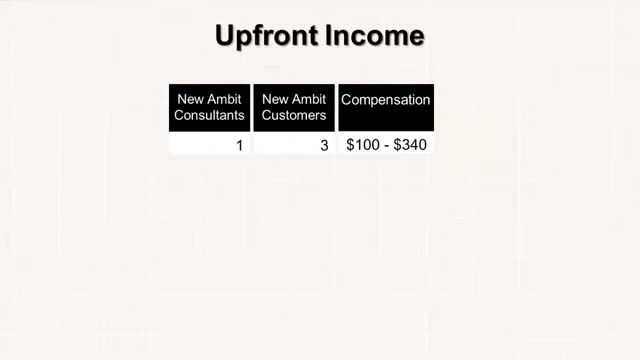 Upfront Income
New Ambit Consultants New Ambit Customers Compensation
1 3 $100 - $340